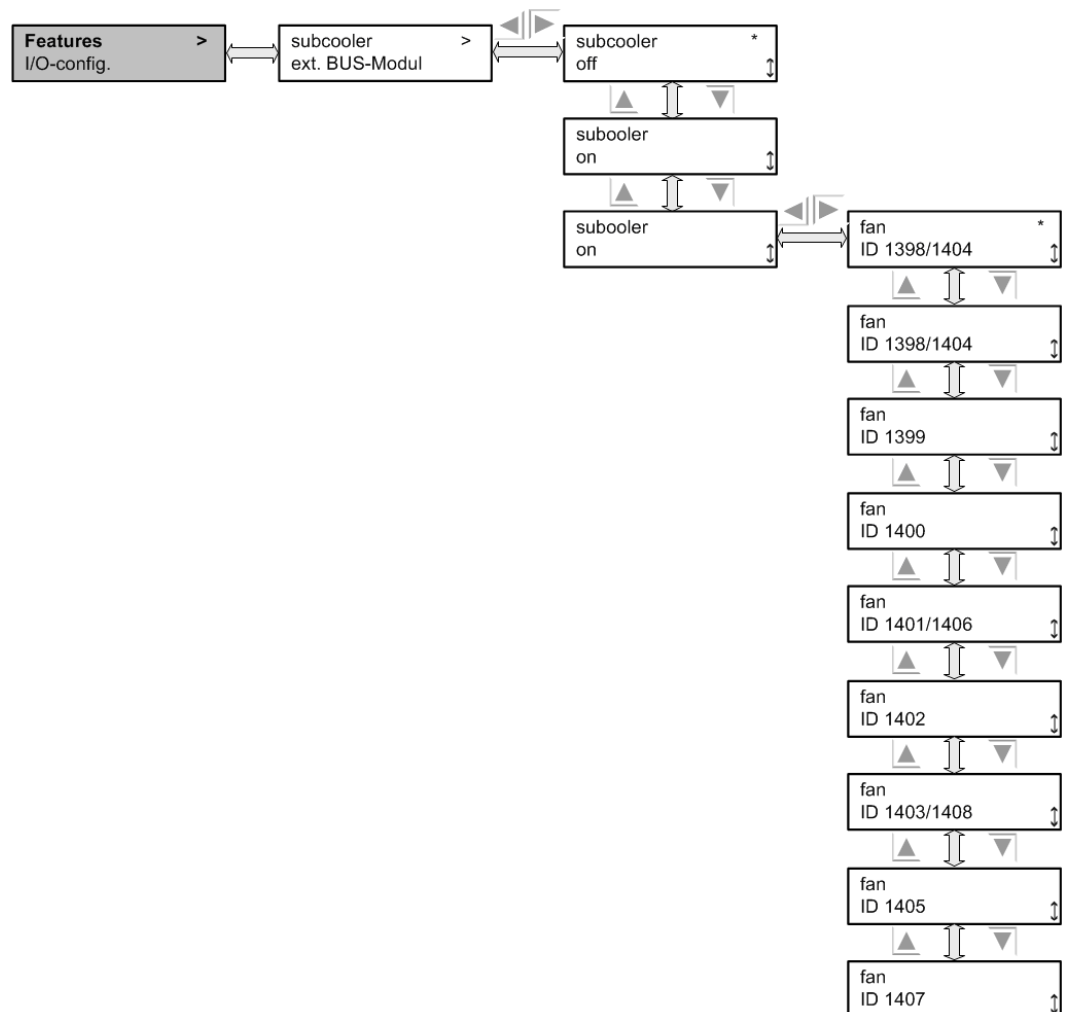 Features >
I/O-config.
subcooler >
ext. BUS-Modul
subcooler *
off
subooler
on
subooler
on
fan *
ID 1398/1404
fan
ID 1398/1404
fan
ID 1399
fan
ID 1400
fan
ID 1401/1406
fan
ID 1402
fan
ID 1403/1408
fan
ID 1405
fan
ID 1407